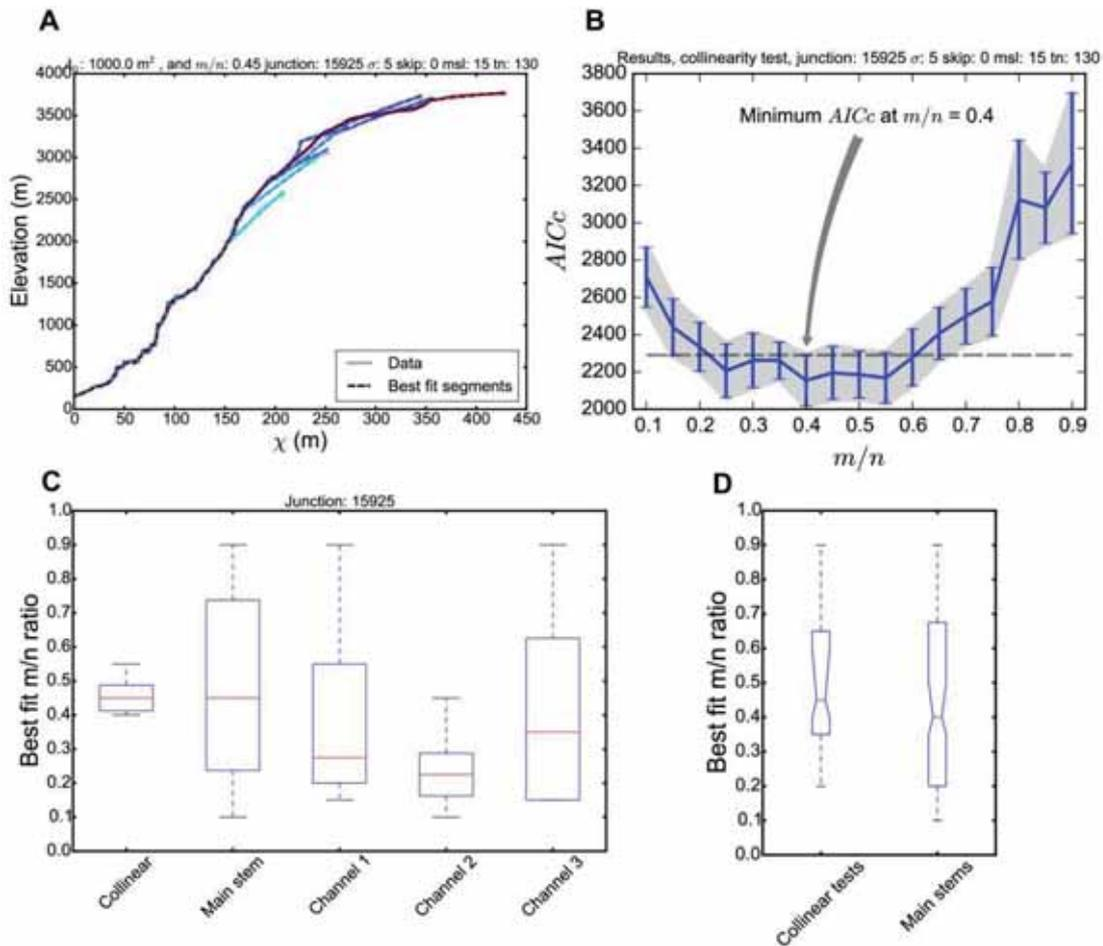 A
: 1000.0 m², and m/n: 0.45 junction: 15925 σ: 5 skip: 0 msl: 15 tn: 130
4000
3500
3000
2500
2000
1500
1000
500
0
Elevation (m)
Data
Best fit segments
0 50 100 150 200 250 300 350 400 450
χ (m)
B
Results, collinearity test, junction: 15925 σ: 5 skip: 0 msl: 15 tn: 130
3800
3600
3400
3200
3000
2800
2600
2400
2200
2000
AICc
Minimum AICc at m/n = 0.4
0.1 0.2 0.3 0.4 0.5 0.6 0.7 0.8 0.9
m/n
C
Junction: 15925
1.0
0.9
0.8
0.7
0.6
0.5
0.4
0.3
0.2
0.1
0.0
Best fit m/n ratio
Collinear
Main stem
Channel 1
Channel 2
Channel 3
D
1.0
0.9
0.8
0.7
0.6
0.5
0.4
0.3
0.2
0.1
0.0
Best fit m/n ratio
Collinear tests
Main stems